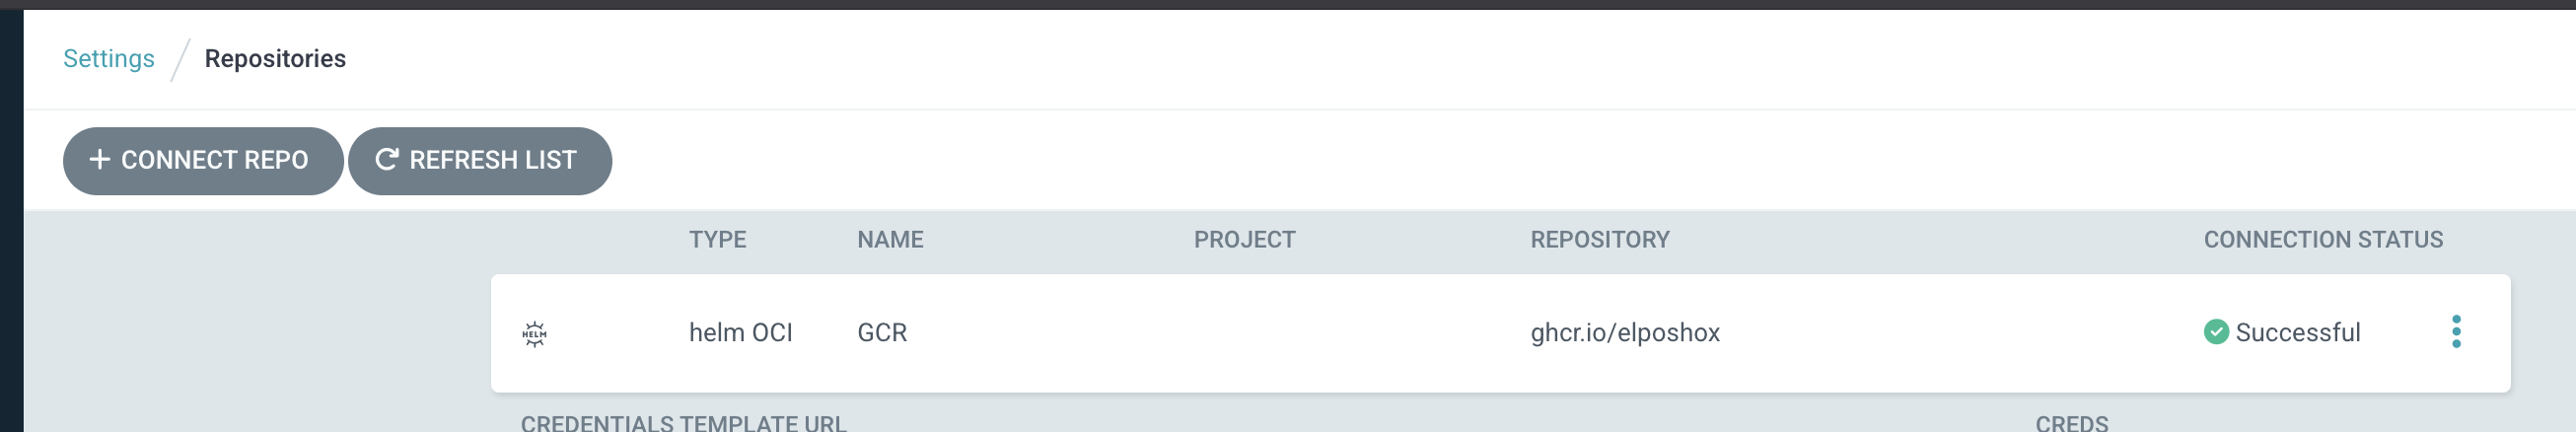 Settings / Repositories
+ CONNECT REPO REFRESH LIST
TYPE NAME PROJECT REPOSITORY CONNECTION STATUS
HELM helm OCI GCR ghcr.io/elposhox Successful
CREDENTIALS TEMPLATE URL CREDS